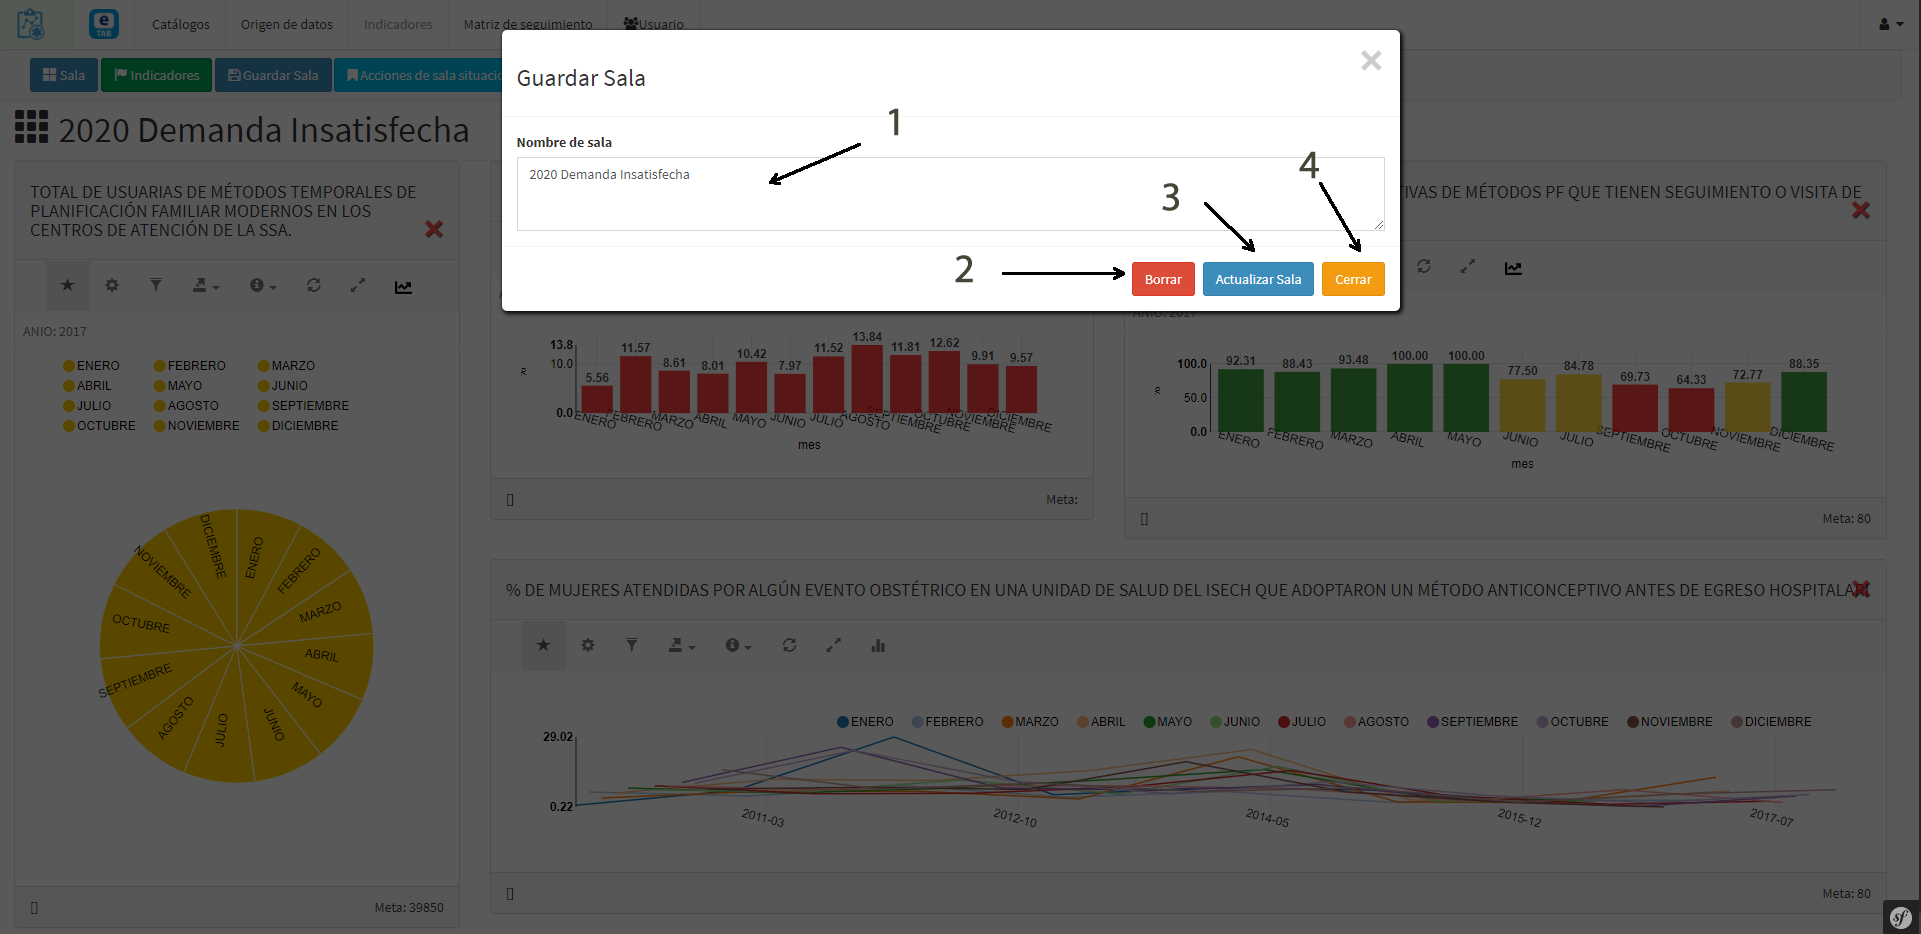 e
TAB
Catálogos
Origen de datos
Indicadores
Matriz de seguimiento
Usuario
Sala
Indicadores
Guardar Sala
Acciones de sala situacio
2020 Demanda Insatisfecha
Guardar Sala
×
Nombre de sala
2020 Demanda Insatisfecha
1
2
3
4
Borrar
Actualizar Sala
Cerrar
TOTAL DE USUARIAS DE MÉTODOS TEMPORALES DE
PLANIFICACIÓN FAMILIAR MODERNOS EN LOS
CENTROS DE ATENCIÓN DE LA SSA.
ANIO: 2017
ENERO FEBRERO MARZO
ABRIL MAYO JUNIO
JULIO AGOSTO SEPTIEMBRE
OCTUBRE NOVIEMBRE DICIEMBRE
ENERO
FEBRERO
MARZO
ABRIL
MAYO
JUNIO
JULIO
AGOSTO
SEPTIEMBRE
OCTUBRE
NOVIEMBRE
DICIEMBRE
[]
Meta: 39850
13.8
10.0
0.0
5.56 11.57 8.61 8.01 10.42 7.97 11.52 13.84 11.81 12.62 9.91 9.57
ENERO FEBRERO MARZO ABRIL MAYO JUNIO JULIO AGOSTO SEPTIEMBRE OCTUBRE NOVIEMBRE DICIEMBRE
mes
[]
Meta:
TIVAS DE MÉTODOS PF QUE TIENEN SEGUIMIENTO O VISITA DE
ANIO: 2017
100.0
50.0
0.0
92.31 88.43 93.48 100.00 100.00 77.50 84.78 69.73 64.33 72.77 88.35
ENERO FEBRERO MARZO ABRIL MAYO JUNIO JULIO SEPTIEMBRE OCTUBRE NOVIEMBRE DICIEMBRE
mes
[]
Meta: 80
% DE MUJERES ATENDIDAS POR ALGÚN EVENTO OBSTÉTRICO EN UNA UNIDAD DE SALUD DEL ISECH QUE ADOPTARON UN MÉTODO ANTICONCEPTIVO ANTES DE EGRESO HOSPITALARI
ENERO FEBRERO MARZO ABRIL MAYO JUNIO JULIO AGOSTO SEPTIEMBRE OCTUBRE NOVIEMBRE DICIEMBRE
29.02
0.22
2011-03 2012-10 2014-05 2015-12 2017-07
[]
Meta: 80
sf